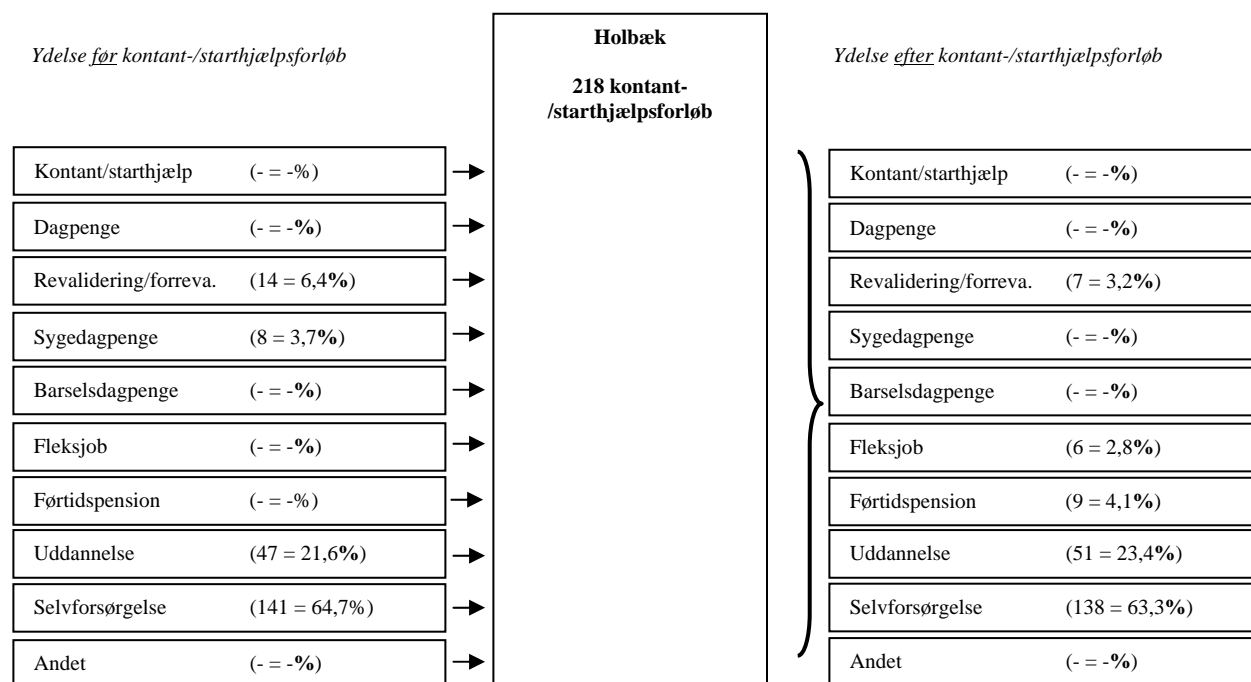 Ydelse før kontant-/starthjælpsforløb
Holbæk
218 kontant-
/starthjælpsforløb
Ydelse efter kontant-/starthjælpsforløb
Kontant/starthjælp (- = -%)
Dagpenge (- = -%)
Revalidering/forreva. (14 = 6,4%)
Sygedagpenge (8 = 3,7%)
Barselsdagpenge (- = -%)
Fleksjob (- = -%)
Førtidspension (- = -%)
Uddannelse (47 = 21,6%)
Selvforsørgelse (141 = 64,7%)
Andet (- = -%)
Kontant/starthjælp (- = -%)
Dagpenge (- = -%)
Revalidering/forreva. (7 = 3,2%)
Sygedagpenge (- = -%)
Barselsdagpenge (- = -%)
Fleksjob (6 = 2,8%)
Førtidspension (9 = 4,1%)
Uddannelse (51 = 23,4%)
Selvforsørgelse (138 = 63,3%)
Andet (- = -%)